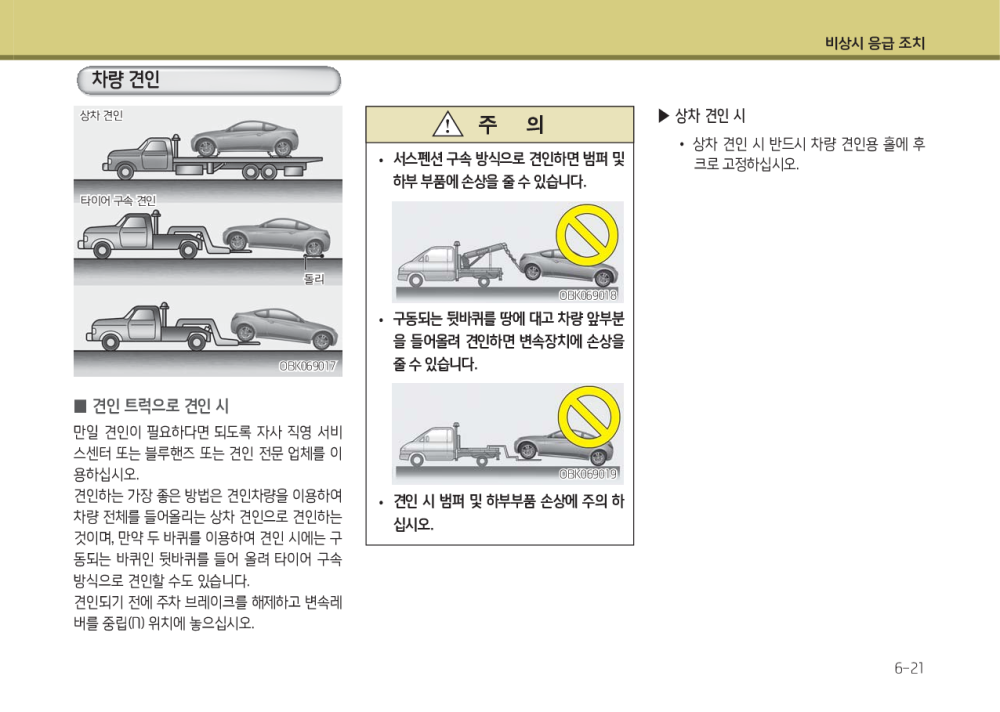 비상시 응급 조치
차량 견인
상차 견인
타이어 구속 견인
돌리
OBK069017
■ 견인 트럭으로 견인 시
만일 견인이 필요하다면 되도록 자사 직영 서비
스센터 또는 블루핸즈 또는 견인 전문 업체를 이
용하십시오.
견인하는 가장 좋은 방법은 견인차량을 이용하여
차량 전체를 들어올리는 상차 견인으로 견인하는
것이며, 만약 두 바퀴를 이용하여 견인 시에는 구
동되는 바퀴인 뒷바퀴를 들어 올려 타이어 구속
방식으로 견인할 수도 있습니다.
견인되기 전에 주차 브레이크를 해제하고 변속레
버를 중립(N) 위치에 놓으십시오.
주 의
• 서스펜션 구속 방식으로 견인하면 범퍼 및
하부 부품에 손상을 줄 수 있습니다.
OBK069018
• 구동되는 뒷바퀴를 땅에 대고 차량 앞부분
을 들어올려 견인하면 변속장치에 손상을
줄 수 있습니다.
OBK069019
• 견인 시 범퍼 및 하부부품 손상에 주의 하
십시오.
▶ 상차 견인 시
• 상차 견인 시 반드시 차량 견인용 홀에 후
크로 고정하십시오.
6-21